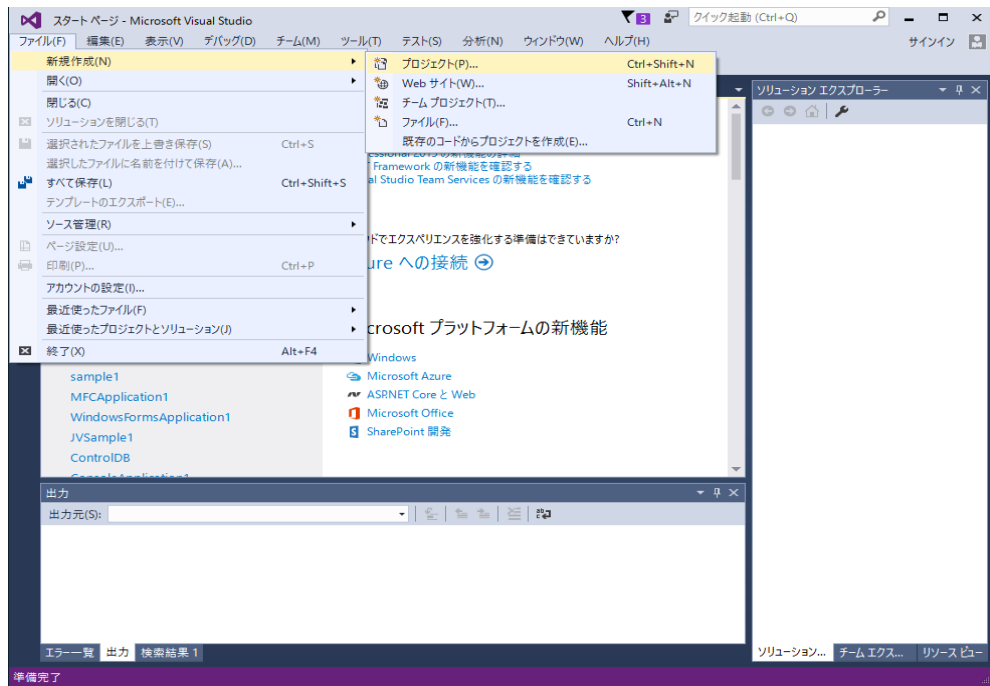 スタート ページ - Microsoft Visual Studio
3
クイック起動 (Ctrl+Q)
ファイル(F) 編集(E) 表示(V) デバッグ(D) チーム(M) ツール(T) テスト(S) 分析(N) ウィンドウ(W) ヘルプ(H) サインイン
新規作成(N)
開く(O)
閉じる(C)
ソリューションを閉じる(T)
選択されたファイルを上書き保存(S) Ctrl+S
選択したファイルに名前を付けて保存(A)...
すべて保存(L) Ctrl+Shift+S
テンプレートのエクスポート(E)...
ソース管理(R)
ページ設定(U)...
印刷(P)... Ctrl+P
アカウントの設定(I)...
最近使ったファイル(F)
最近使ったプロジェクトとソリューション(J)
終了(X) Alt+F4
プロジェクト(P)... Ctrl+Shift+N
Web サイト(W)... Shift+Alt+N
チーム プロジェクト(T)...
ファイル(F)... Ctrl+N
既存のコードからプロジェクトを作成(E)...
Framework の新機能を確認する
al Studio Team Services の新機能を確認する
ドでエクスペリエンスを強化する準備はできていますか?
ure への接続
crosoft プラットフォームの新機能
Windows
Microsoft Azure
ASP.NET Core と Web
Microsoft Office
SharePoint 開発
sample1
MFCApplication1
WindowsFormsApplication1
JVSample1
ControlDB
ソリューション エクスプローラー
出力
出力元(S):
エラー一覧 出力 検索結果 1
ソリューション... チーム エクス... リソース ビュー
準備完了